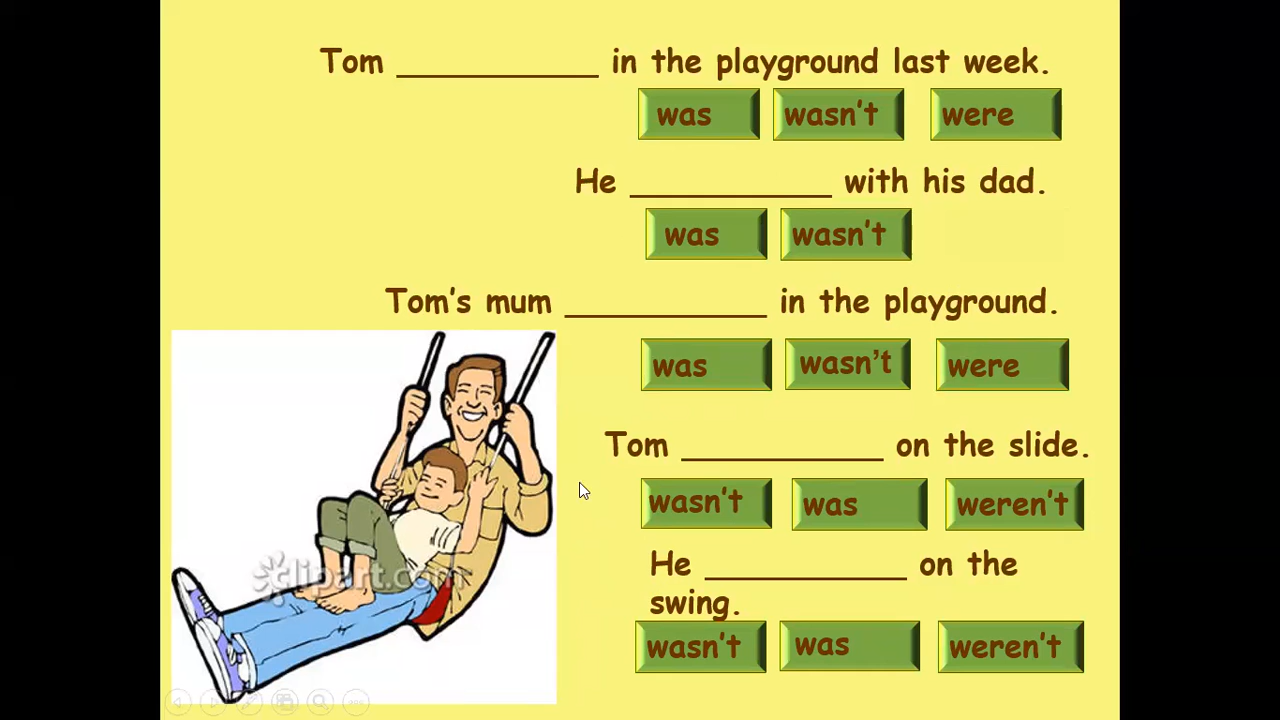 Tom ___________ in the playground last week.
was wasn't were
He ___________ with his dad.
was wasn't
Tom's mum ___________ in the playground.
was wasn't were
Tom ___________ on the slide.
wasn't was weren't
He ___________ on the
swing.
wasn't was weren't
clipart.com